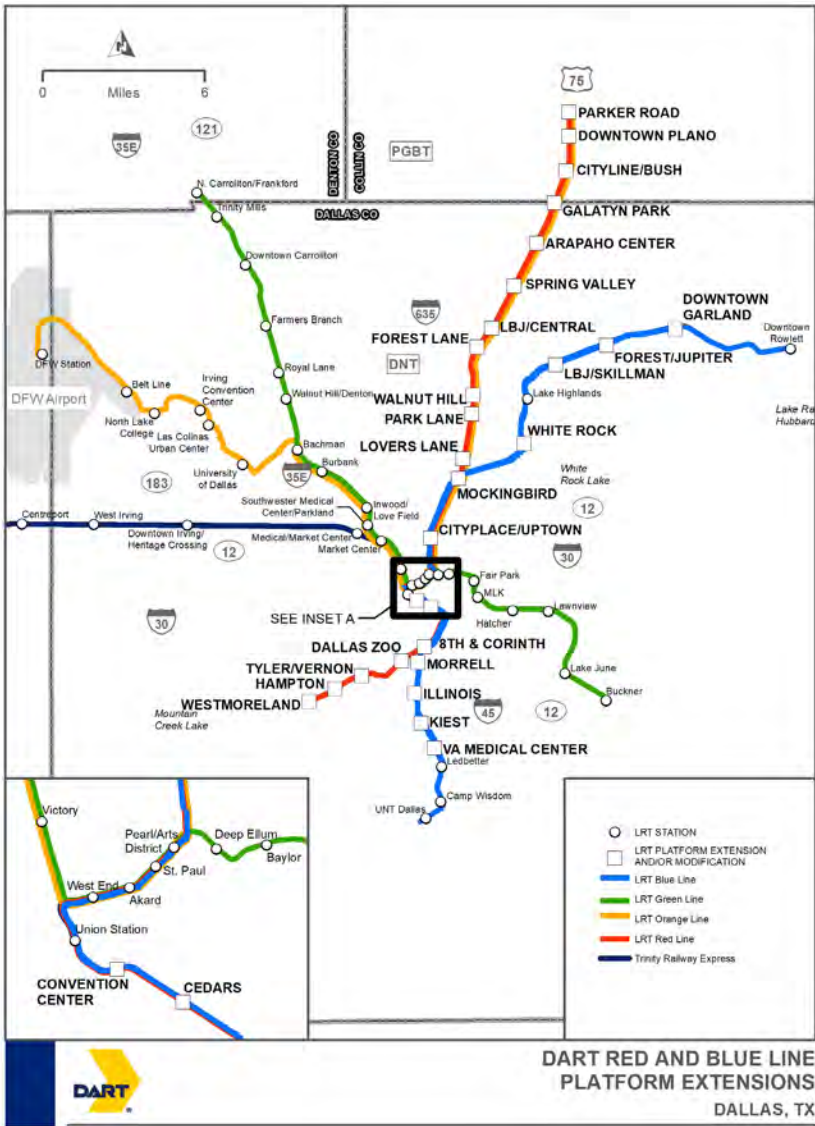 N
0
6
Miles
75
121
35E
PGBT
DENTON CO
COLLIN CO
DALLAS CO
PARKER ROAD
DOWNTOWN PLANO
CITYLINE/BUSH
N. Carrollton/Frankford
GALATYN PARK
Trinity Mills
ARAPAHO CENTER
Downtown Carrollton
SPRING VALLEY
DOWNTOWN
GARLAND
635
Farmers Branch
LBJ/CENTRAL
Downtown
Rowlett
FOREST LANE
FOREST/JUPITER
DFW Station
DNT
LBJ/SKILLMAN
Royal Lane
DFW Airport
Belt Line
Irving
Convention
Center
Walnut Hill/Denton
WALNUT HILL
Lake Highlands
PARK LANE
North Lake
College
Las Colinas
Urban Center
Lake Ra
Hubbard
WHITE ROCK
LOVERS LANE
Bachman
University
of Dallas
35E
Burbank
White
Rock Lake
183
MOCKINGBIRD
Southwester Medical
Center/Parkland
Inwood/
Love Field
12
Centreport
West Irving
Downtown Irving/
Heritage Crossing
12
Medical/Market Center
Market Center
CITYPLACE/UPTOWN
30
Fair Park
MLK
Hatcher
Lawnview
SEE INSET A
30
DALLAS ZOO
8TH & CORINTH
TYLER/VERNON
MORRELL
HAMPTON
Lake June
WESTMORELAND
ILLINOIS
Buckner
Mountain
Creek Lake
45
12
KIEST
VA MEDICAL CENTER
Ledbetter
UNT Dallas
Camp Wisdom
Victory
Pearl/Arts
District
Deep Ellum
Baylor
St. Paul
West End
Akard
Union Station
CONVENTION
CENTER
CEDARS
LRT STATION
LRT PLATFORM EXTENSION
AND/OR MODIFICATION
LRT Blue Line
LRT Green Line
LRT Orange Line
LRT Red Line
Trinity Railway Express
DART
DART RED AND BLUE LINE
PLATFORM EXTENSIONS
DALLAS, TX